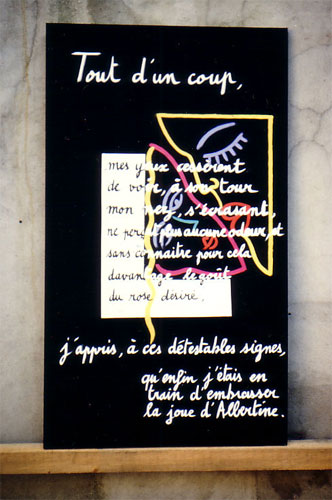 Tout d'un coup,
mes yeux cessèrent
de voir, à son tour
mon nez, s'écrasant,
ne perçut plus aucune odeur, et
sans connaître pour cela
davantage le goût
du rose désiré,
j'appris, à ces détestables signes,
qu'enfin j'étais en
train d'embrasser
la joue d'Albertine.